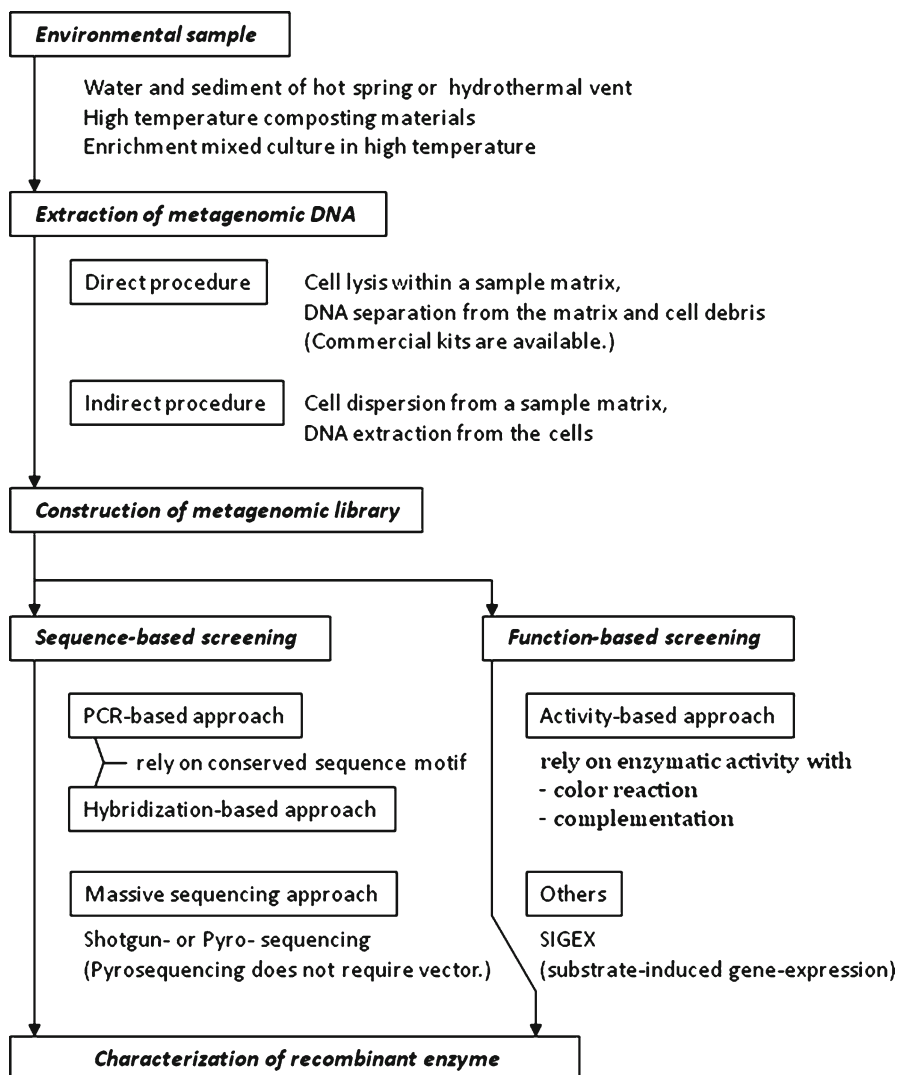 Environmental sample
Water and sediment of hot spring or hydrothermal vent
High temperature composting materials
Enrichment mixed culture in high temperature
Extraction of metagenomic DNA
Direct procedure
Cell lysis within a sample matrix,
DNA separation from the matrix and cell debris
(Commercial kits are available.)
Indirect procedure
Cell dispersion from a sample matrix,
DNA extraction from the cells
Construction of metagenomic library
Sequence-based screening
PCR-based approach
rely on conserved sequence motif
Hybridization-based approach
Massive sequencing approach
Shotgun- or Pyro- sequencing
(Pyrosequencing does not require vector.)
Function-based screening
Activity-based approach
rely on enzymatic activity with
- color reaction
- complementation
Others
SIGEX
(substrate-induced gene-expression)
Characterization of recombinant enzyme